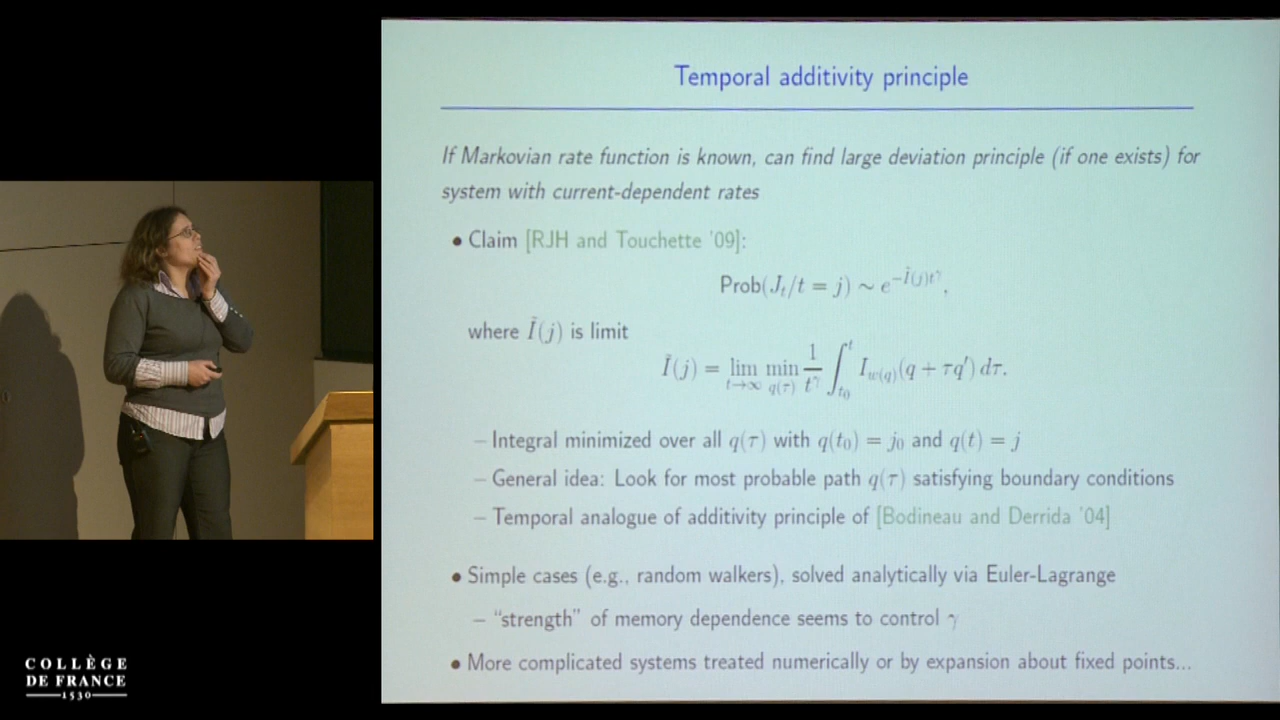 Temporal additivity principle
If Markovian rate function is known, can find large deviation principle (if one exists) for
system with current-dependent rates
• Claim [RJH and Touchette '09]:
Prob(J_t/t = j) ∼ e^{−Ĩ(j)t^γ},
where Ĩ(j) is limit
Ĩ(j) = lim_{t→∞} min_{q(τ)} 1/t^γ ∫_{t_0}^{t} I_{w(q)}(q + τq′) dτ.
– Integral minimized over all q(τ) with q(t_0) = j_0 and q(t) = j
– General idea: Look for most probable path q(τ) satisfying boundary conditions
– Temporal analogue of additivity principle of [Bodineau and Derrida '04]
• Simple cases (e.g., random walkers), solved analytically via Euler-Lagrange
– “strength” of memory dependence seems to control γ
• More complicated systems treated numerically or by expansion about fixed points...
COLLÈGE
DE FRANCE
1530